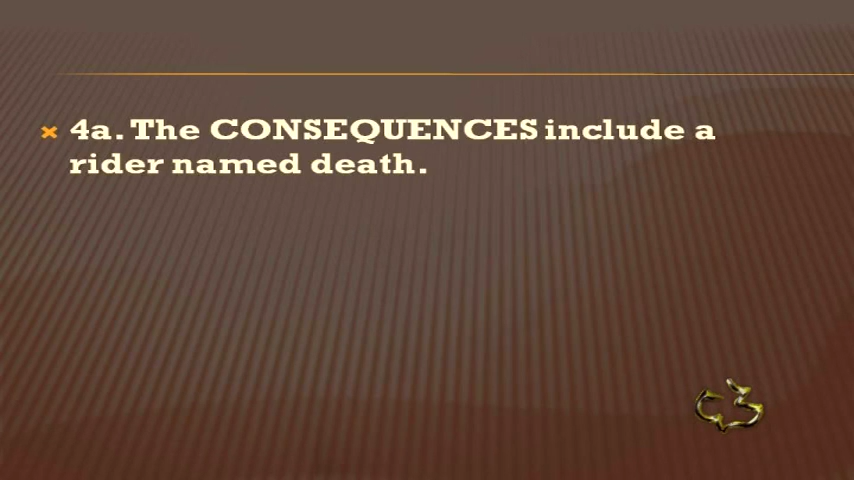 4a. The CONSEQUENCES include a
rider named death.